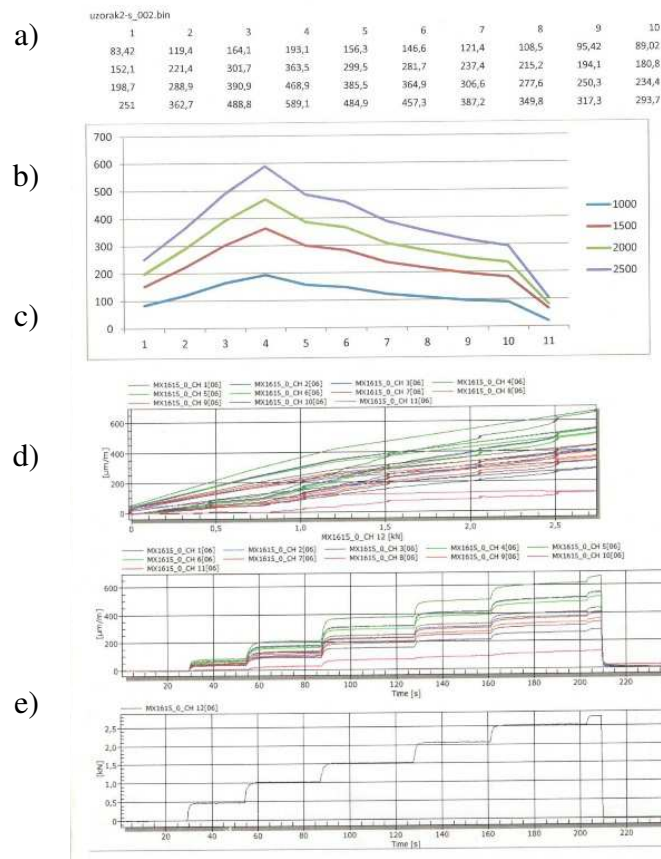 uzorak2-s_002.bin
a)
1 2 3 4 5 6 7 8 9 10
83,42 119,4 164,1 193,1 156,3 146,6 121,4 108,5 95,42 89,02
152,1 221,4 301,7 363,5 299,5 281,7 237,4 215,2 194,1 180,8
198,7 288,9 390,9 468,9 385,5 364,9 306,6 277,6 250,3 234,4
251 362,7 488,8 589,1 484,9 457,3 387,2 349,8 317,3 293,7
b)
700
600
500
400
300
200
100
0
1 2 3 4 5 6 7 8 9 10 11
1000
1500
2000
2500
c)
MX1615_0_CH 1[06] MX1615_0_CH 2[06] MX1615_0_CH 3[06] MX1615_0_CH 4[06]
MX1615_0_CH 5[06] MX1615_0_CH 6[06] MX1615_0_CH 7[06] MX1615_0_CH 8[06]
MX1615_0_CH 9[06] MX1615_0_CH 10[06] MX1615_0_CH 11[06]
d)
[µm/m]
600
400
200
0
0 0,5 1,0 1,5 2,0 2,5
MX1615_0_CH 12 [kN]
MX1615_0_CH 1[06] MX1615_0_CH 2[06] MX1615_0_CH 3[06] MX1615_0_CH 4[06] MX1615_0_CH 5[06]
MX1615_0_CH 6[06] MX1615_0_CH 7[06] MX1615_0_CH 8[06] MX1615_0_CH 9[06] MX1615_0_CH 10[06]
MX1615_0_CH 11[06]
[µm/m]
600
400
200
0
20 40 60 80 100 120 140 160 180 200 220
Time [s]
e)
MX1615_0_CH 12[06]
[kN]
2,5
2,0
1,5
1,0
0,5
0
20 40 60 80 100 120 140 160 180 200 220
Time [s]